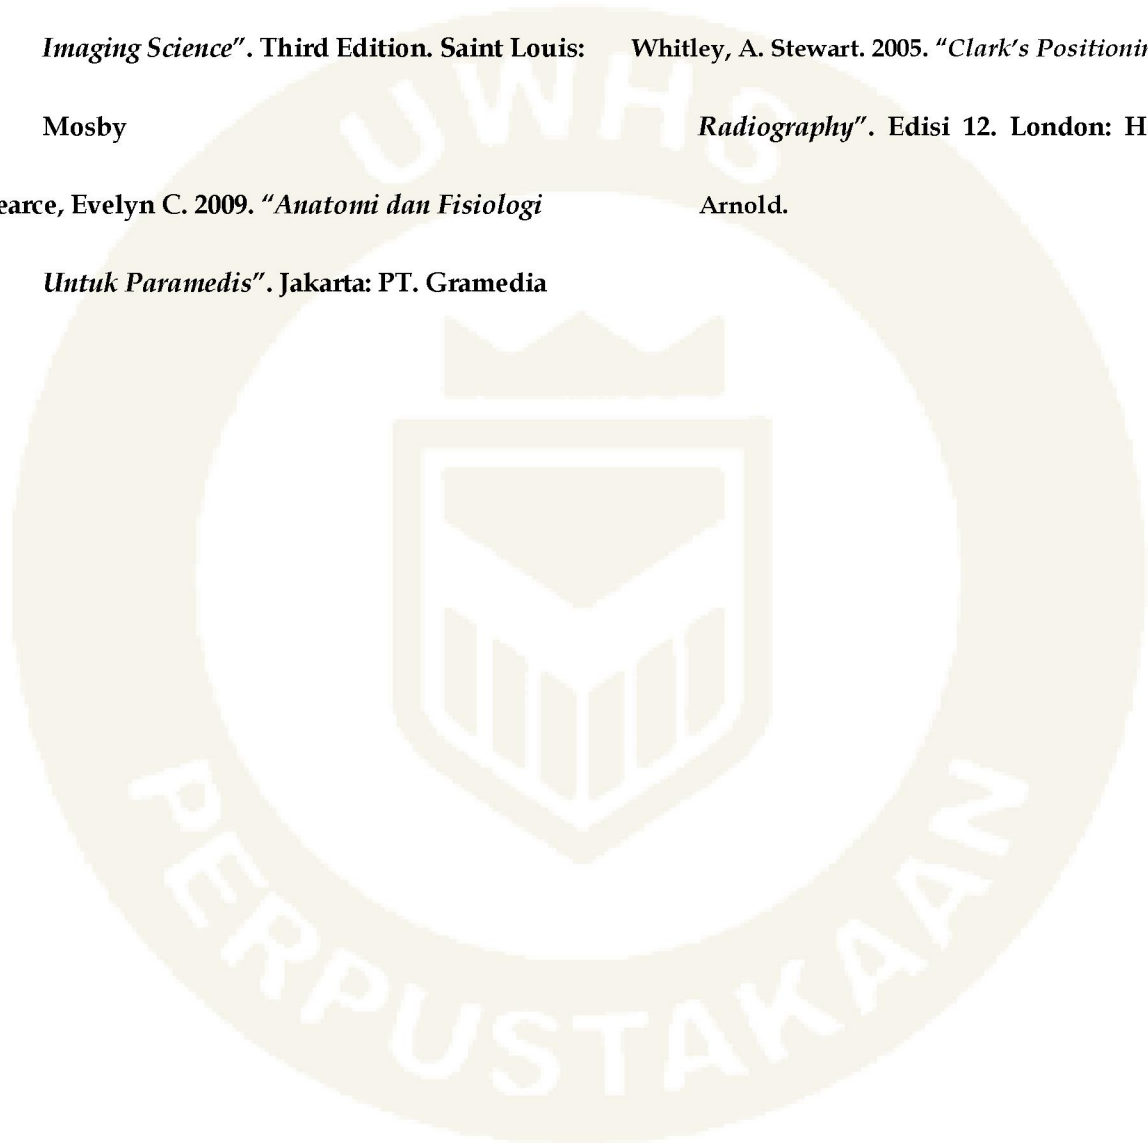 Imaging Science”. Third Edition. Saint Louis:
Mosby
earce, Evelyn C. 2009. “Anatomi dan Fisiologi
Untuk Paramedis”. Jakarta: PT. Gramedia
Whitley, A. Stewart. 2005. “Clark’s
Radiography”. Edisi 12. London:
Arnold.
UWHS
PERPUSTAKAAN